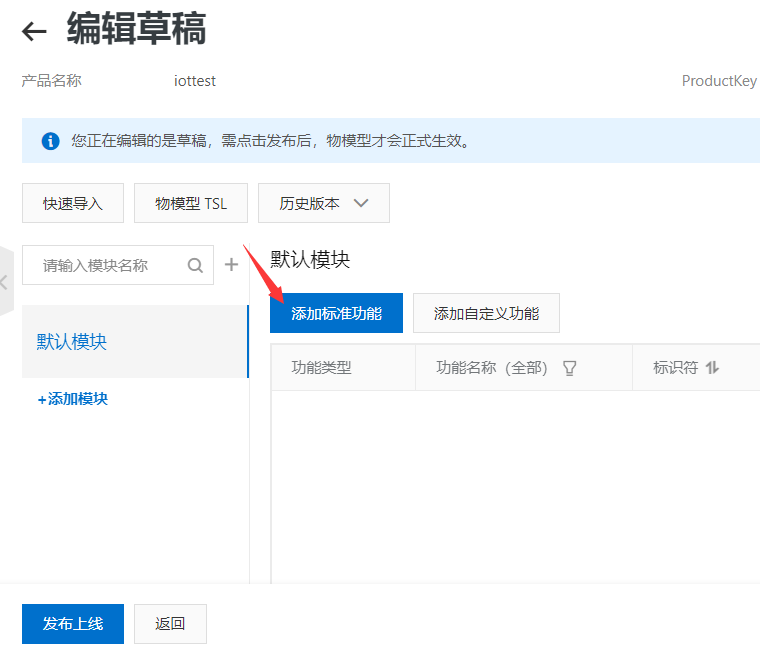 编辑草稿
产品名称 iottest ProductKey
您正在编辑的是草稿，需点击发布后，物模型才会正式生效。
快速导入 物模型 TSL 历史版本
请输入模块名称
默认模块
添加标准功能 添加自定义功能
默认模块
功能类型 功能名称（全部） 标识符
+添加模块
发布上线 返回